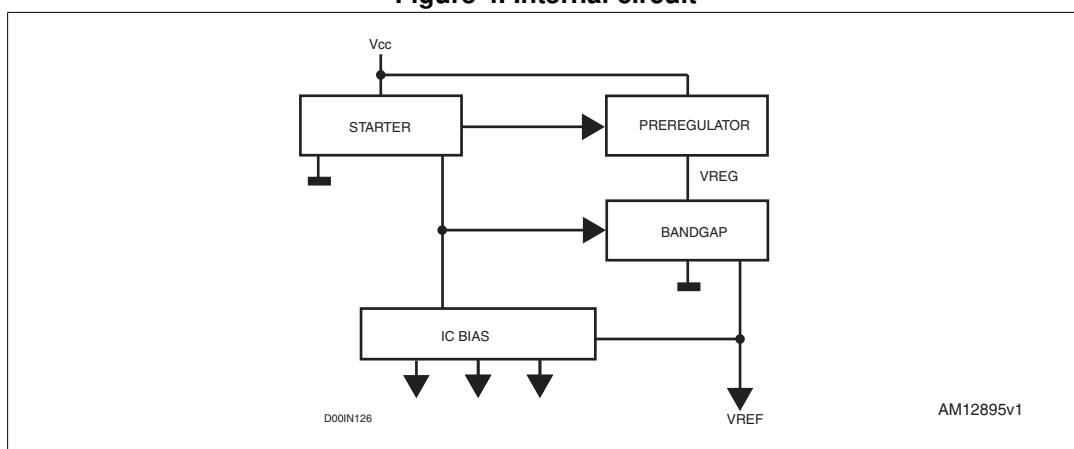 Figure 4. Internal circuit
Vcc
STARTER
PREREGULATOR
VREG
BANDGAP
IC BIAS
D00IN126
VREF
AM12895v1